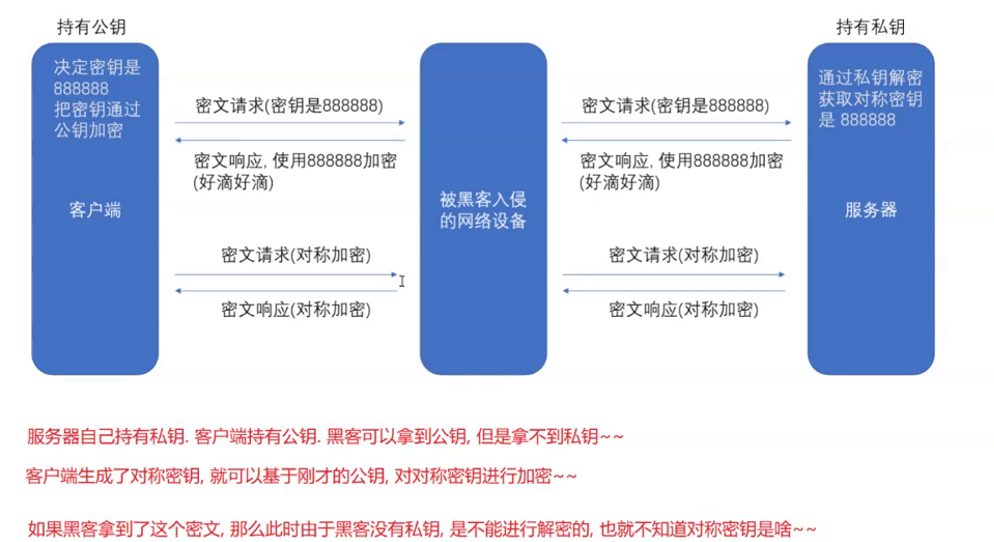 持有公钥
持有私钥
决定密钥是
888888
把密钥通过
公钥加密
客户端
密文请求(密钥是888888)
密文响应, 使用888888加密
(好滴好滴)
密文请求(对称加密)
密文响应(对称加密)
被黑客入侵
的网络设备
密文请求(密钥是888888)
密文响应, 使用888888加密
(好滴好滴)
密文请求(对称加密)
密文响应(对称加密)
通过私钥解密
获取对称密钥
是 888888
服务器
服务器自己持有私钥. 客户端持有公钥. 黑客可以拿到公钥, 但是拿不到私钥~~
客户端生成了对称密钥, 就可以基于刚才的公钥, 对对称密钥进行加密~~
如果黑客拿到了这个密文, 那么此时由于黑客没有私钥, 是不能进行解密的, 也就不知道对称密钥是啥~~